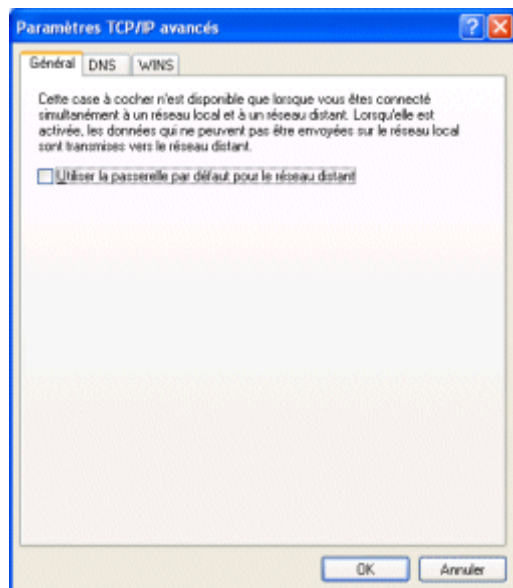 Paramètres TCP/IP avancés
Général DNS WINS
Cette case à cocher n'est disponible que lorsque vous êtes connecté
simultanément à un réseau local et à un réseau distant. Lorsqu'elle est
activée, les données qui ne peuvent pas être envoyées sur le réseau local
sont transmises vers le réseau distant.
Utiliser la passerelle par défaut pour le réseau distant
OK Annuler